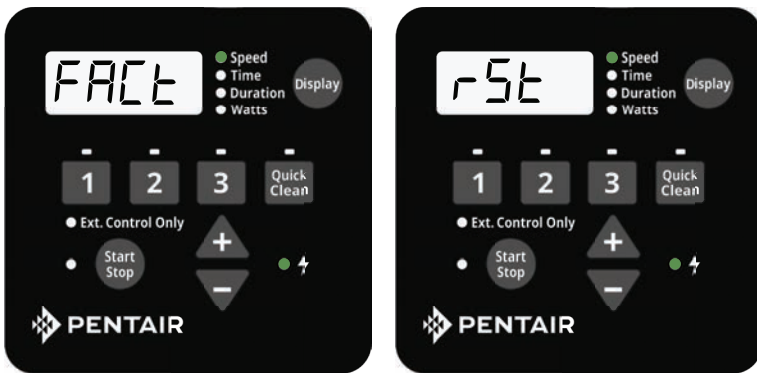 FACt
Speed
Time
Duration
Watts
Display
1 2 3 Quick Clean
Ext. Control Only
+
Start
Stop
−
PENTAIR
rSt
Speed
Time
Duration
Watts
Display
1 2 3 Quick Clean
Ext. Control Only
+
Start
Stop
−
PENTAIR